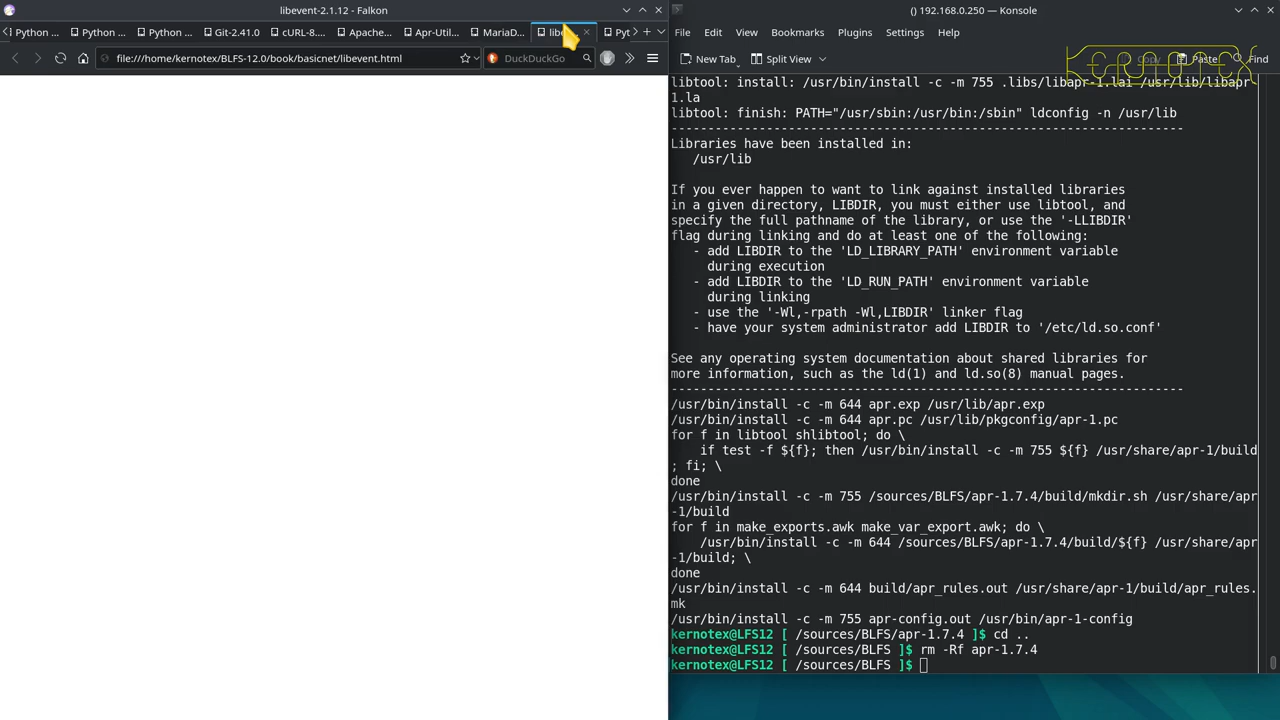 libevent-2.1.12 - Falkon
Python ...
Python ...
Python ...
Git-2.41.0
cURL-8....
Apache...
Apr-Util...
MariaD...
Pyt
file:///home/kernotex/BLFS-12.0/book/basicnet/libevent.html
DuckDuckGo
() 192.168.0.250 — Konsole
File Edit View Bookmarks Plugins Settings Help
New Tab Split View Copy Paste Find
KERNOTEX
libtool: install: /usr/bin/install -c -m 755 .libs/libapr-1.lai /usr/lib/libapr
1.la
libtool: finish: PATH="/usr/sbin:/usr/bin:/sbin" ldconfig -n /usr/lib
----------------------------------------------------------------------
Libraries have been installed in:
/usr/lib
If you ever happen to want to link against installed libraries
in a given directory, LIBDIR, you must either use libtool, and
specify the full pathname of the library, or use the '-LLIBDIR'
flag during linking and do at least one of the following:
- add LIBDIR to the 'LD_LIBRARY_PATH' environment variable
during execution
- add LIBDIR to the 'LD_RUN_PATH' environment variable
during linking
- use the '-Wl,-rpath -Wl,LIBDIR' linker flag
- have your system administrator add LIBDIR to '/etc/ld.so.conf'
See any operating system documentation about shared libraries for
more information, such as the ld(1) and ld.so(8) manual pages.
----------------------------------------------------------------------
/usr/bin/install -c -m 644 apr.exp /usr/lib/apr.exp
/usr/bin/install -c -m 644 apr.pc /usr/lib/pkgconfig/apr-1.pc
for f in libtool shlibtool; do \
if test -f ${f}; then /usr/bin/install -c -m 755 ${f} /usr/share/apr-1/build
; fi; \
done
/usr/bin/install -c -m 755 /sources/BLFS/apr-1.7.4/build/mkdir.sh /usr/share/apr
-1/build
for f in make_exports.awk make_var_export.awk; do \
/usr/bin/install -c -m 644 /sources/BLFS/apr-1.7.4/build/${f} /usr/share/apr
-1/build; \
done
/usr/bin/install -c -m 644 build/apr_rules.out /usr/share/apr-1/build/apr_rules.
mk
/usr/bin/install -c -m 755 apr-config.out /usr/bin/apr-1-config
kernotex@LFS12 [ /sources/BLFS/apr-1.7.4 ]$ cd ..
kernotex@LFS12 [ /sources/BLFS ]$ rm -Rf apr-1.7.4
kernotex@LFS12 [ /sources/BLFS ]$